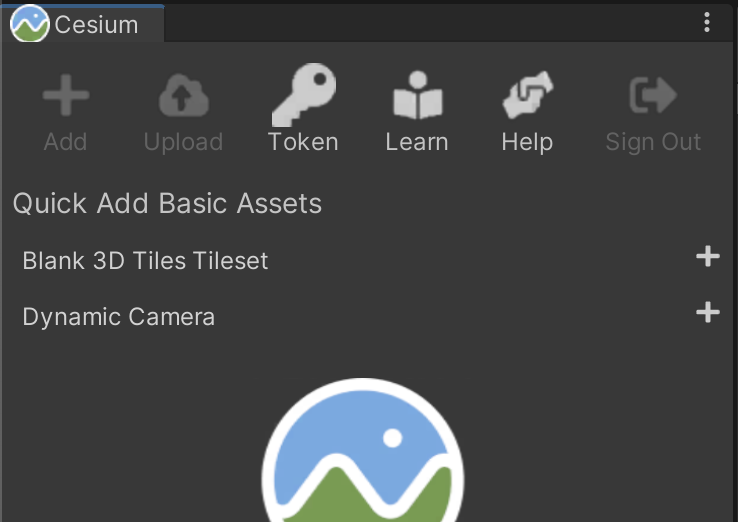 Cesium
Add Upload Token Learn Help Sign Out
Quick Add Basic Assets
Blank 3D Tiles Tileset
Dynamic Camera